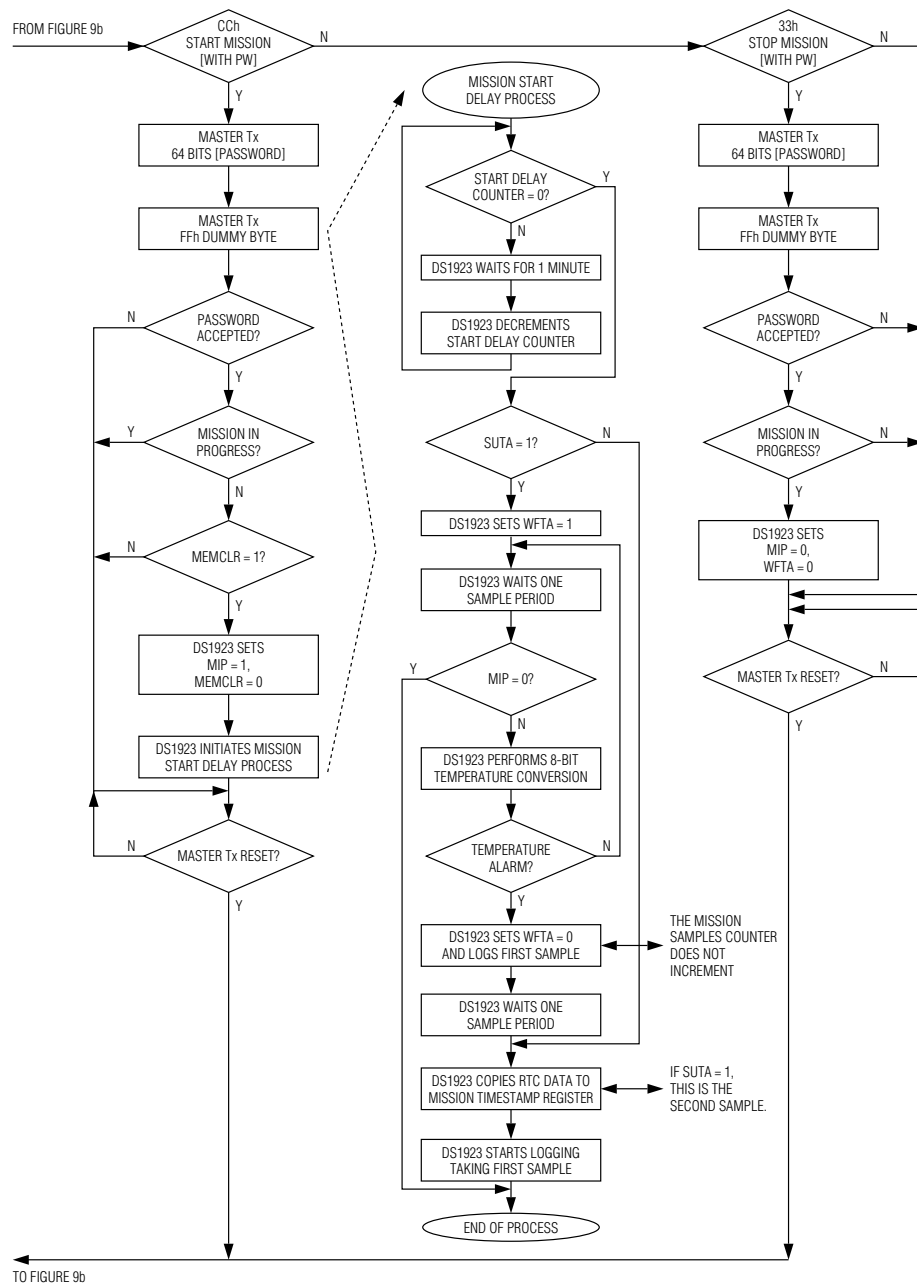 FROM FIGURE 9b
CCh
START MISSION
[WITH PW]
N
Y
MASTER Tx
64 BITS [PASSWORD]
MASTER Tx
FFh DUMMY BYTE
N
PASSWORD
ACCEPTED?
Y
Y
MISSION IN
PROGRESS?
N
N
MEMCLR = 1?
Y
DS1923 SETS
MIP = 1,
MEMCLR = 0
DS1923 INITIATES MISSION
START DELAY PROCESS
N
MASTER Tx RESET?
Y
MISSION START
DELAY PROCESS
START DELAY
COUNTER = 0?
Y
N
DS1923 WAITS FOR 1 MINUTE
DS1923 DECREMENTS
START DELAY COUNTER
SUTA = 1?
N
Y
DS1923 SETS WFTA = 1
DS1923 WAITS ONE
SAMPLE PERIOD
Y
MIP = 0?
N
DS1923 PERFORMS 8-BIT
TEMPERATURE CONVERSION
TEMPERATURE
ALARM?
N
Y
DS1923 SETS WFTA = 0
AND LOGS FIRST SAMPLE
THE MISSION
SAMPLES COUNTER
DOES NOT
INCREMENT
DS1923 WAITS ONE
SAMPLE PERIOD
DS1923 COPIES RTC DATA TO
MISSION TIMESTAMP REGISTER
IF SUTA = 1,
THIS IS THE
SECOND SAMPLE.
DS1923 STARTS LOGGING
TAKING FIRST SAMPLE
END OF PROCESS
33h
STOP MISSION
[WITH PW]
N
Y
MASTER Tx
64 BITS [PASSWORD]
MASTER Tx
FFh DUMMY BYTE
PASSWORD
ACCEPTED?
N
Y
MISSION IN
PROGRESS?
N
Y
DS1923 SETS
MIP = 0,
WFTA = 0
MASTER Tx RESET?
N
Y
TO FIGURE 9b